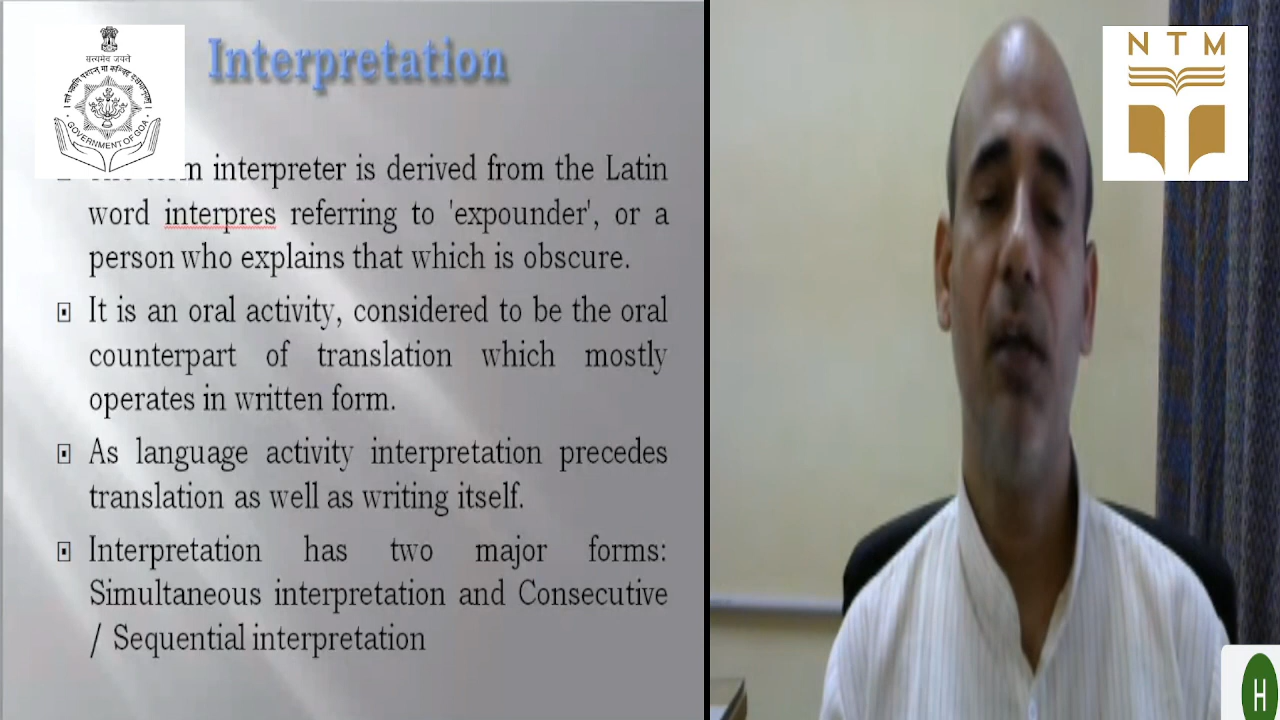 Interpretation
सत्यमेव जयते
GOVERNMENT OF GOA
N T M
interpreter is derived from the Latin
word interpres referring to 'expounder', or a
person who explains that which is obscure.
It is an oral activity, considered to be the oral
counterpart of translation which mostly
operates in written form.
As language activity interpretation precedes
translation as well as writing itself.
Interpretation has two major forms:
Simultaneous interpretation and Consecutive
/ Sequential interpretation
H